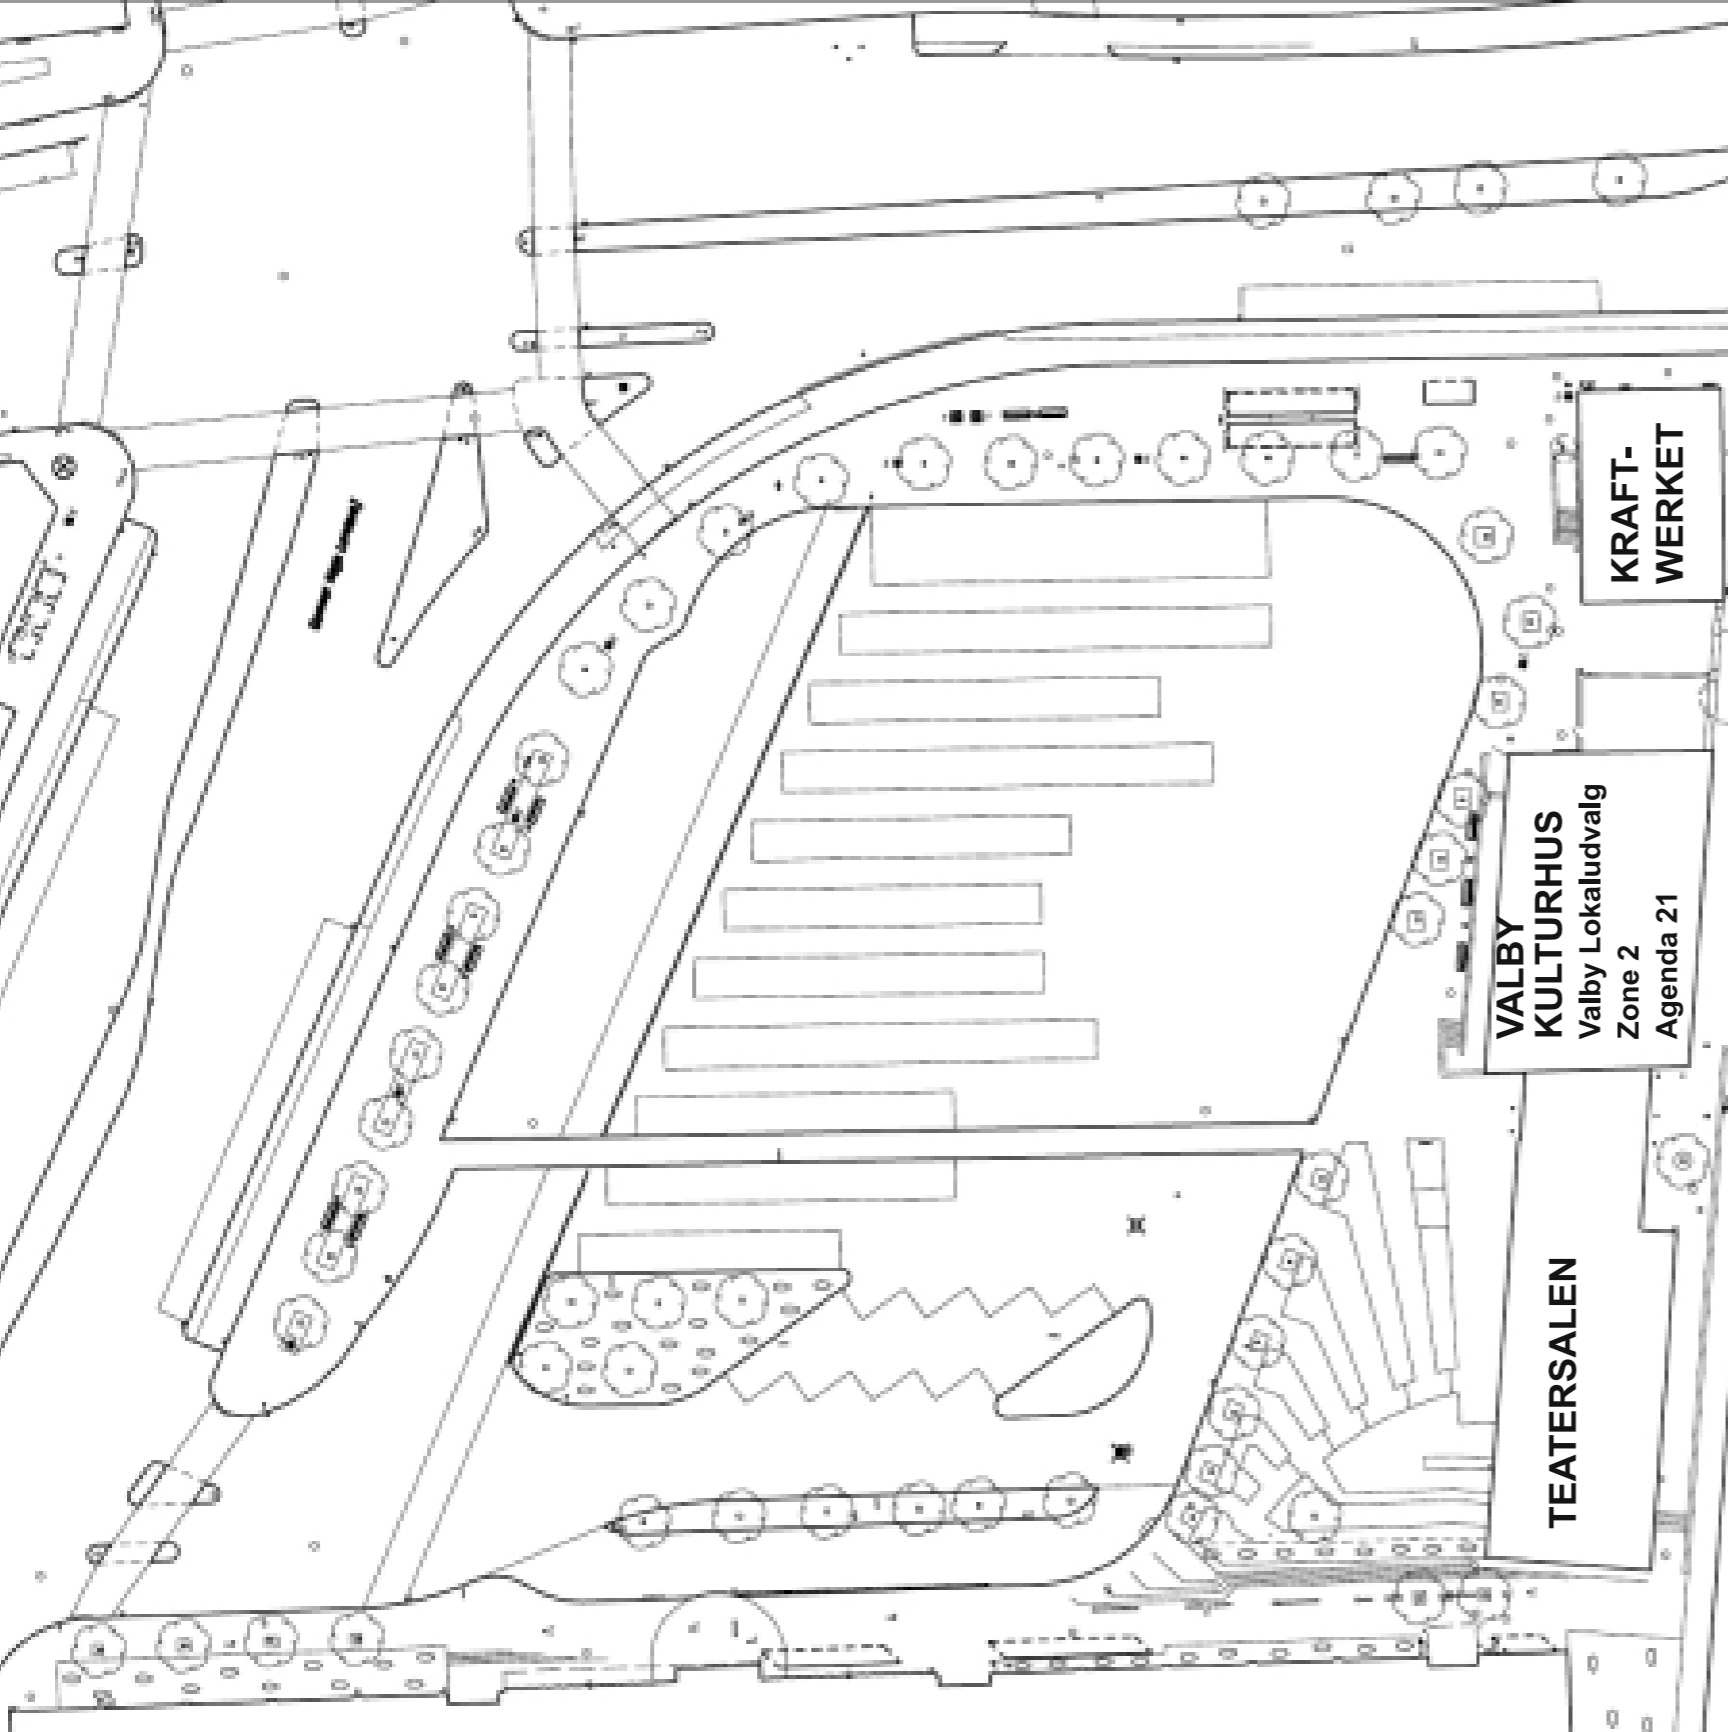 KRAFT-
WERKET
VALBY
KULTURHUS
Valby Lokaludvalg
Zone 2
Agenda 21
TEATERSALEN